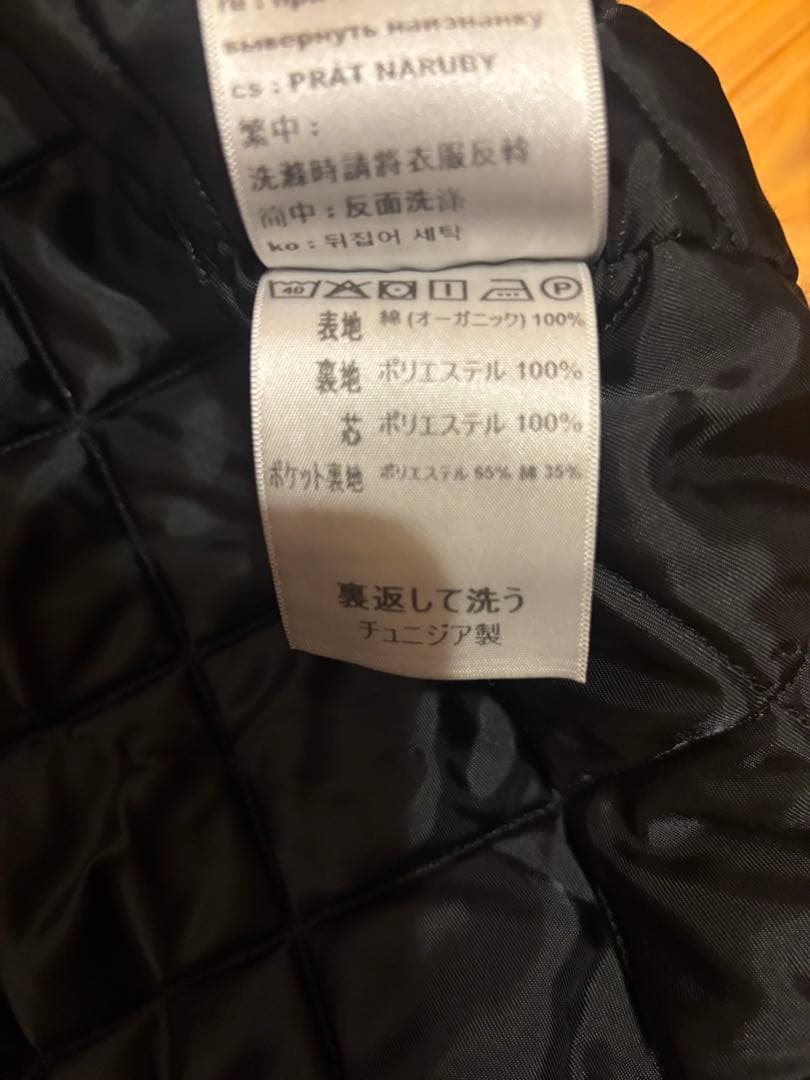 вывернуть наизнанку
cs : PRÁT NARUBY
繁中 :
洗滌時請將衣服反轉
简中 : 反面洗涤
ko : 뒤집어 세탁
40 P
表地 綿 (オーガニック) 100%
裏地 ポリエステル 100%
芯 ポリエステル 100%
ポケット裏地 ポリエステル 65% 綿 35%
裏返して洗う
チュニジア製